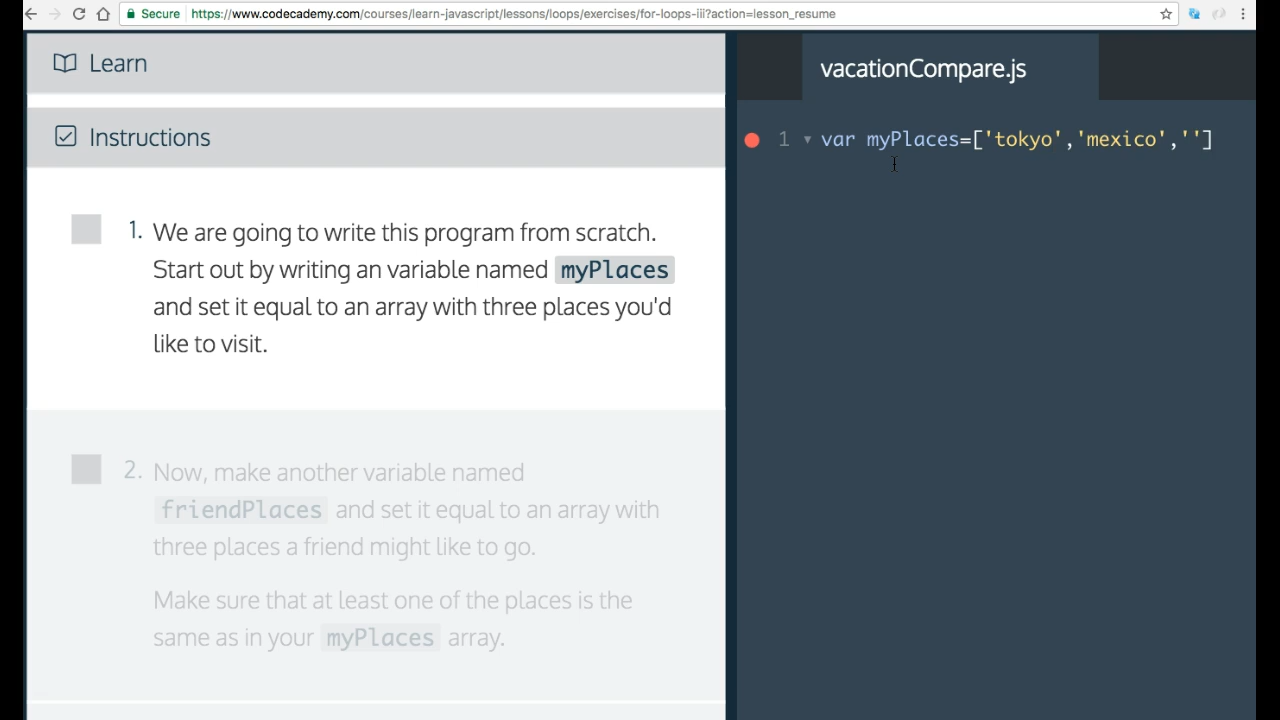 Secure https://www.codecademy.com/courses/learn-javascript/lessons/loops/exercises/for-loops-iii?action=lesson_resume
Learn
Instructions
1. We are going to write this program from scratch.
Start out by writing an variable named myPlaces
and set it equal to an array with three places you'd
like to visit.
2. Now, make another variable named
friendPlaces and set it equal to an array with
three places a friend might like to go.
Make sure that at least one of the places is the
same as in your myPlaces array.
vacationCompare.js
1 var myPlaces=['tokyo','mexico','']